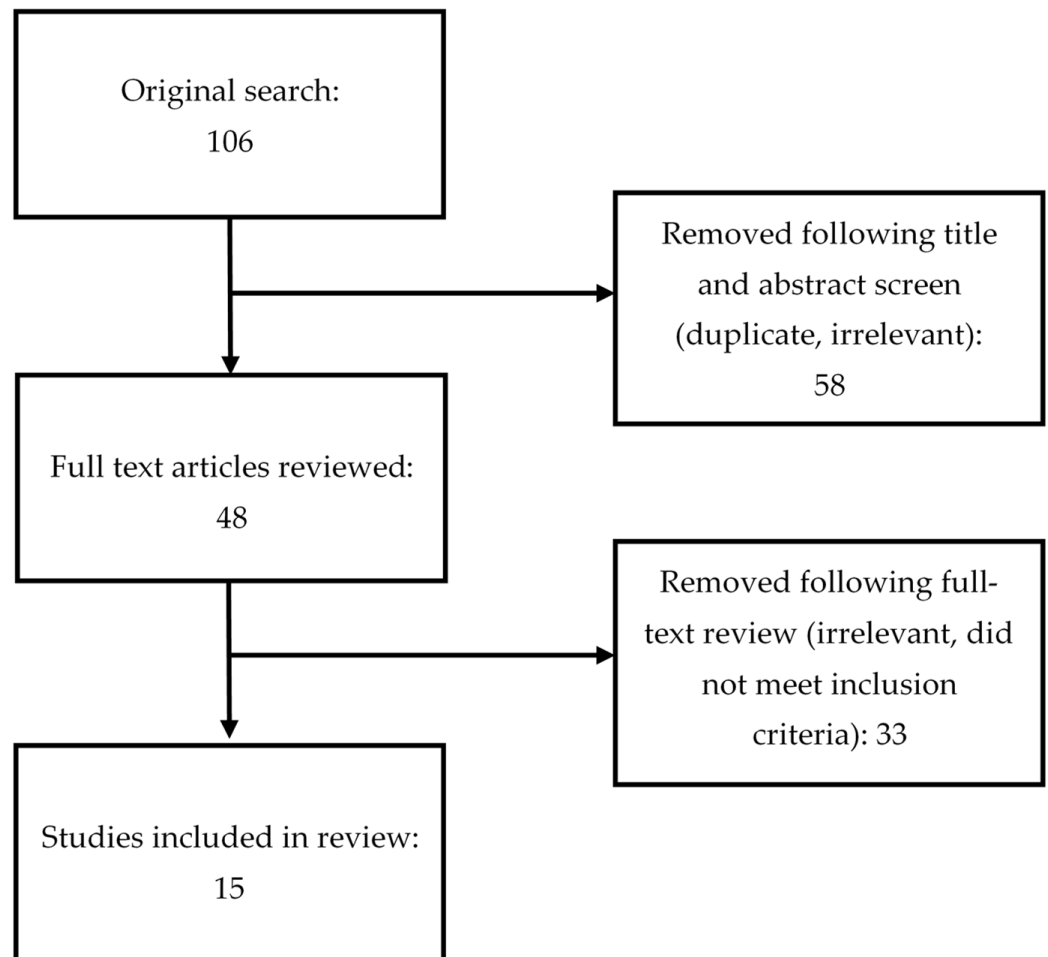 Original search:
106
Removed following title
and abstract screen
(duplicate, irrelevant):
58
Full text articles reviewed:
48
Removed following full-
text review (irrelevant, did
not meet inclusion
criteria): 33
Studies included in review:
15